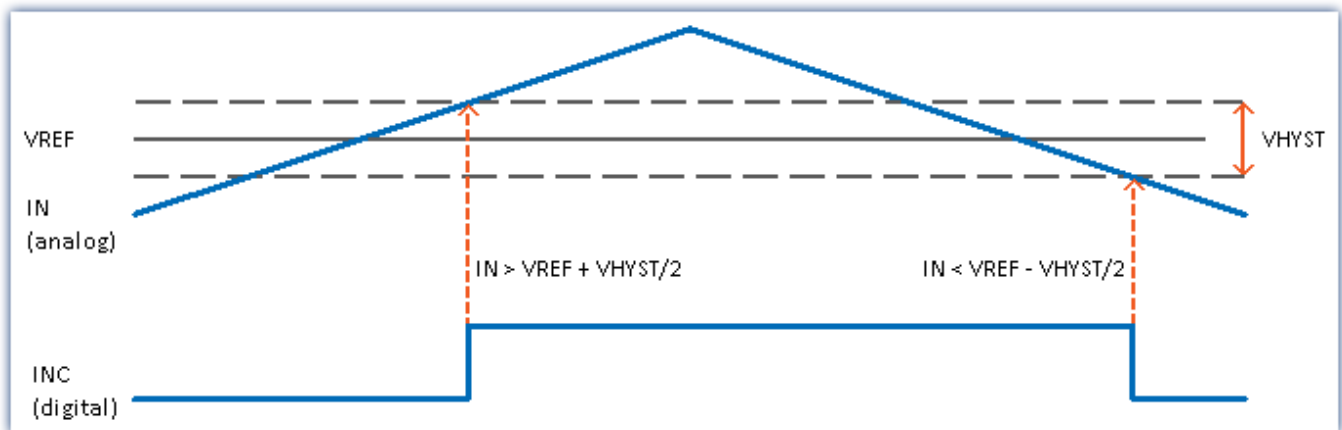 VREF
VHYST
IN
(analog)
IN > VREF + VHYST/2
IN < VREF - VHYST/2
INC
(digital)